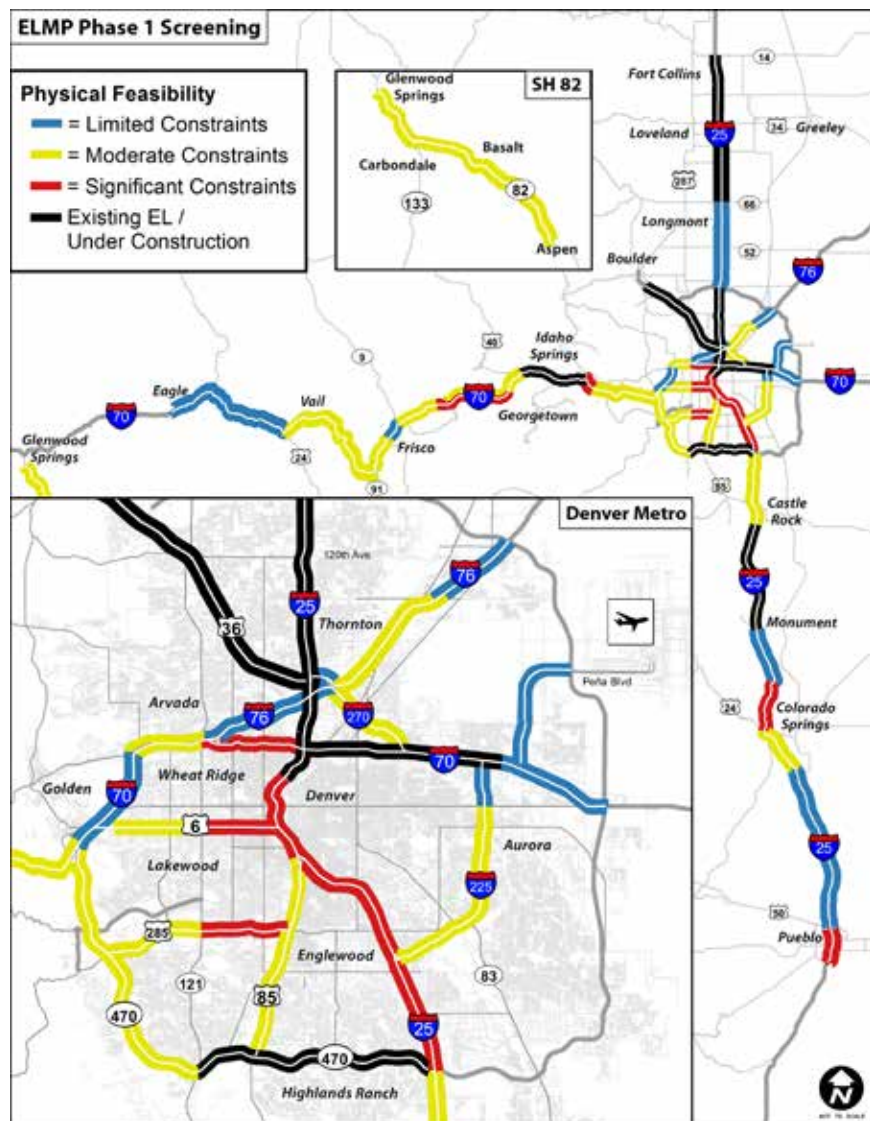 ELMP Phase 1 Screening
Physical Feasibility
= Limited Constraints
= Moderate Constraints
= Significant Constraints
Existing EL /
Under Construction
Glenwood
Springs
SH 82
Basalt
Carbondale
82
133
Aspen
14
Fort Collins
Loveland
25
34
Greeley
287
66
Longmont
52
Boulder
76
9
40
Idaho
Springs
Eagle
Vail
70
70
70
Georgetown
Glenwood
Springs
24
Frisco
91
85
Castle
Rock
25
Monument
24
Colorado
Springs
25
50
Pueblo
Denver Metro
120th Ave.
76
25
36
Thornton
Peña Blvd
Arvada
76
270
70
Wheat Ridge
Golden
70
Denver
6
Aurora
Lakewood
225
285
Englewood
121
85
83
470
25
470
Highlands Ranch
N
NOT TO SCALE